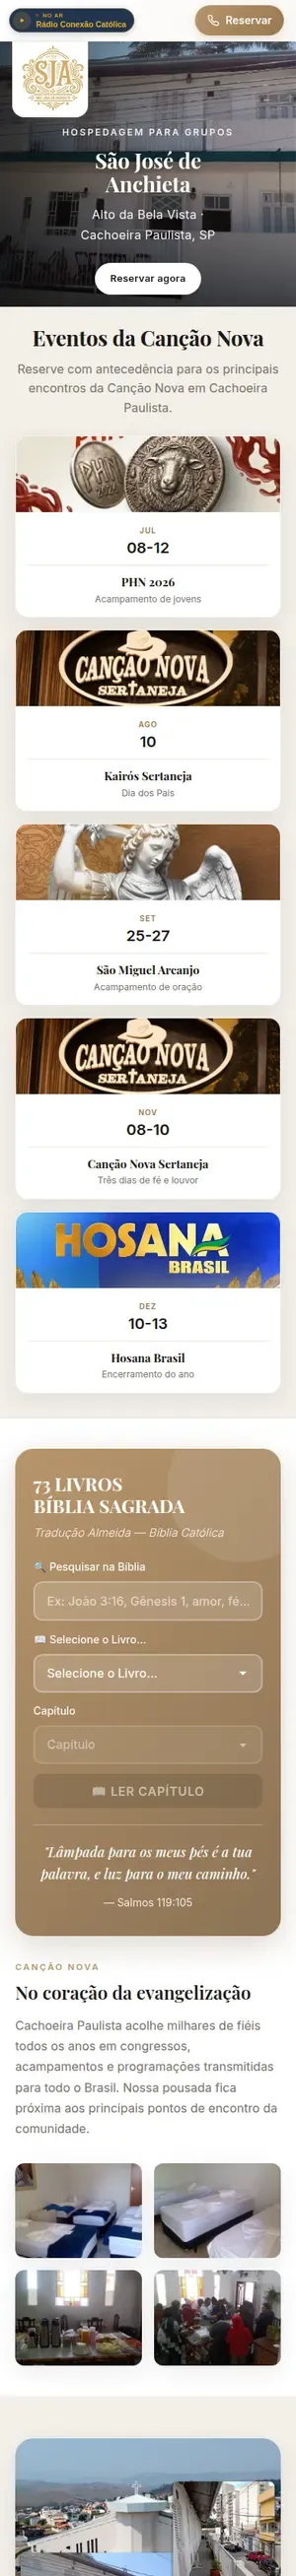 NO AR
Rádio Conexão Católica
Reservar
SJA
HOSPEDAGEM PARA GRUPOS
São José de
Anchieta
Alto da Bela Vista ·
Cachoeira Paulista, SP
Reservar agora
Eventos da Canção Nova
Reserve com antecedência para os principais
encontros da Canção Nova em Cachoeira
Paulista.
PHN
JUL
08-12
PHN 2026
Acampamento de jovens
CANÇÃO NOVA
SERTANEJA
AGO
10
Kairós Sertaneja
Dia dos Pais
SET
25-27
São Miguel Arcanjo
Acampamento de oração
CANÇÃO NOVA
SERTANEJA
NOV
08-10
Canção Nova Sertaneja
Três dias de fé e louvor
HOSANA
BRASIL
DEZ
10-13
Hosana Brasil
Encerramento do ano
73 LIVROS
BÍBLIA SAGRADA
Tradução Almeida — Bíblia Católica
🔍 Pesquisar na Bíblia
Ex: João 3:16, Gênesis 1, amor, fé...
📖 Selecione o Livro...
Selecione o Livro...
Capítulo
Capítulo
📖 LER CAPÍTULO
"Lâmpada para os meus pés é a tua
palavra, e luz para o meu caminho."
— Salmos 119:105
CANÇÃO NOVA
No coração da evangelização
Cachoeira Paulista acolhe milhares de fiéis
todos os anos em congressos,
acampamentos e programações transmitidas
para todo o Brasil. Nossa pousada fica
próxima aos principais pontos de encontro da
comunidade.